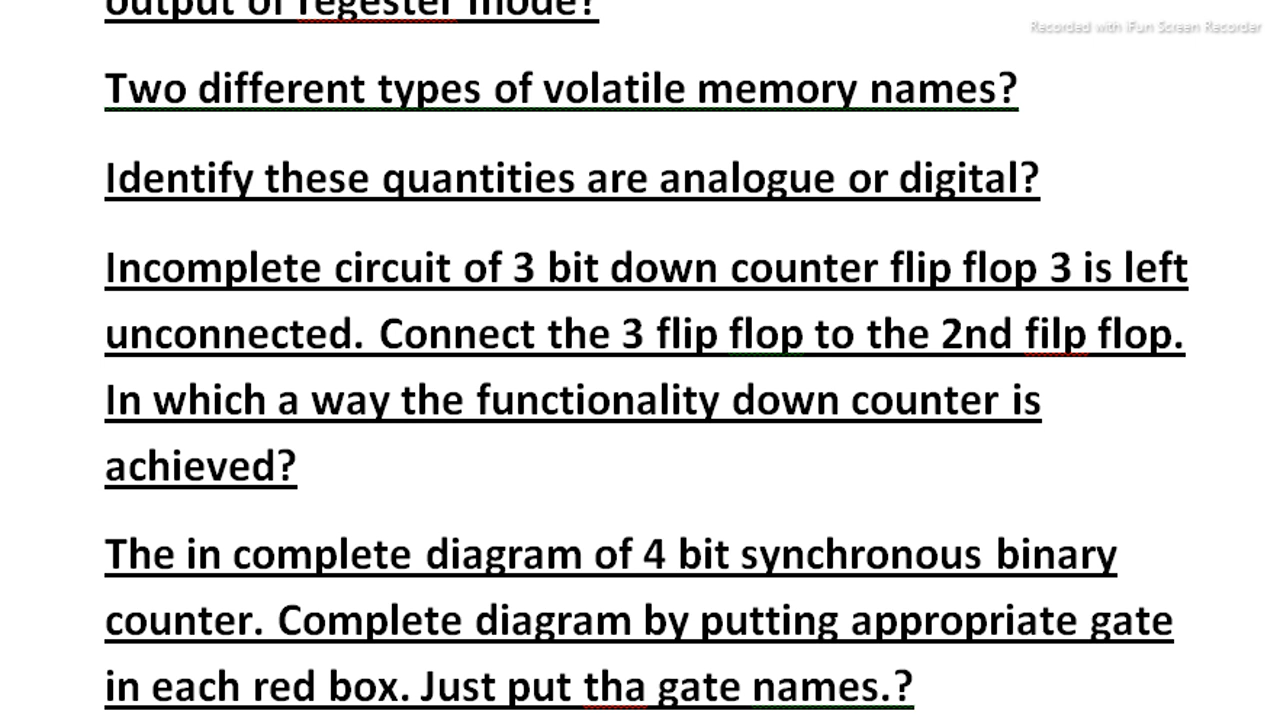 output of regester mode?
Recorded with iFun Screen Recorder
Two different types of volatile memory names?
Identify these quantities are analogue or digital?
Incomplete circuit of 3 bit down counter flip flop 3 is left
unconnected. Connect the 3 flip flop to the 2nd filp flop.
In which a way the functionality down counter is
achieved?
The in complete diagram of 4 bit synchronous binary
counter. Complete diagram by putting appropriate gate
in each red box. Just put tha gate names.?